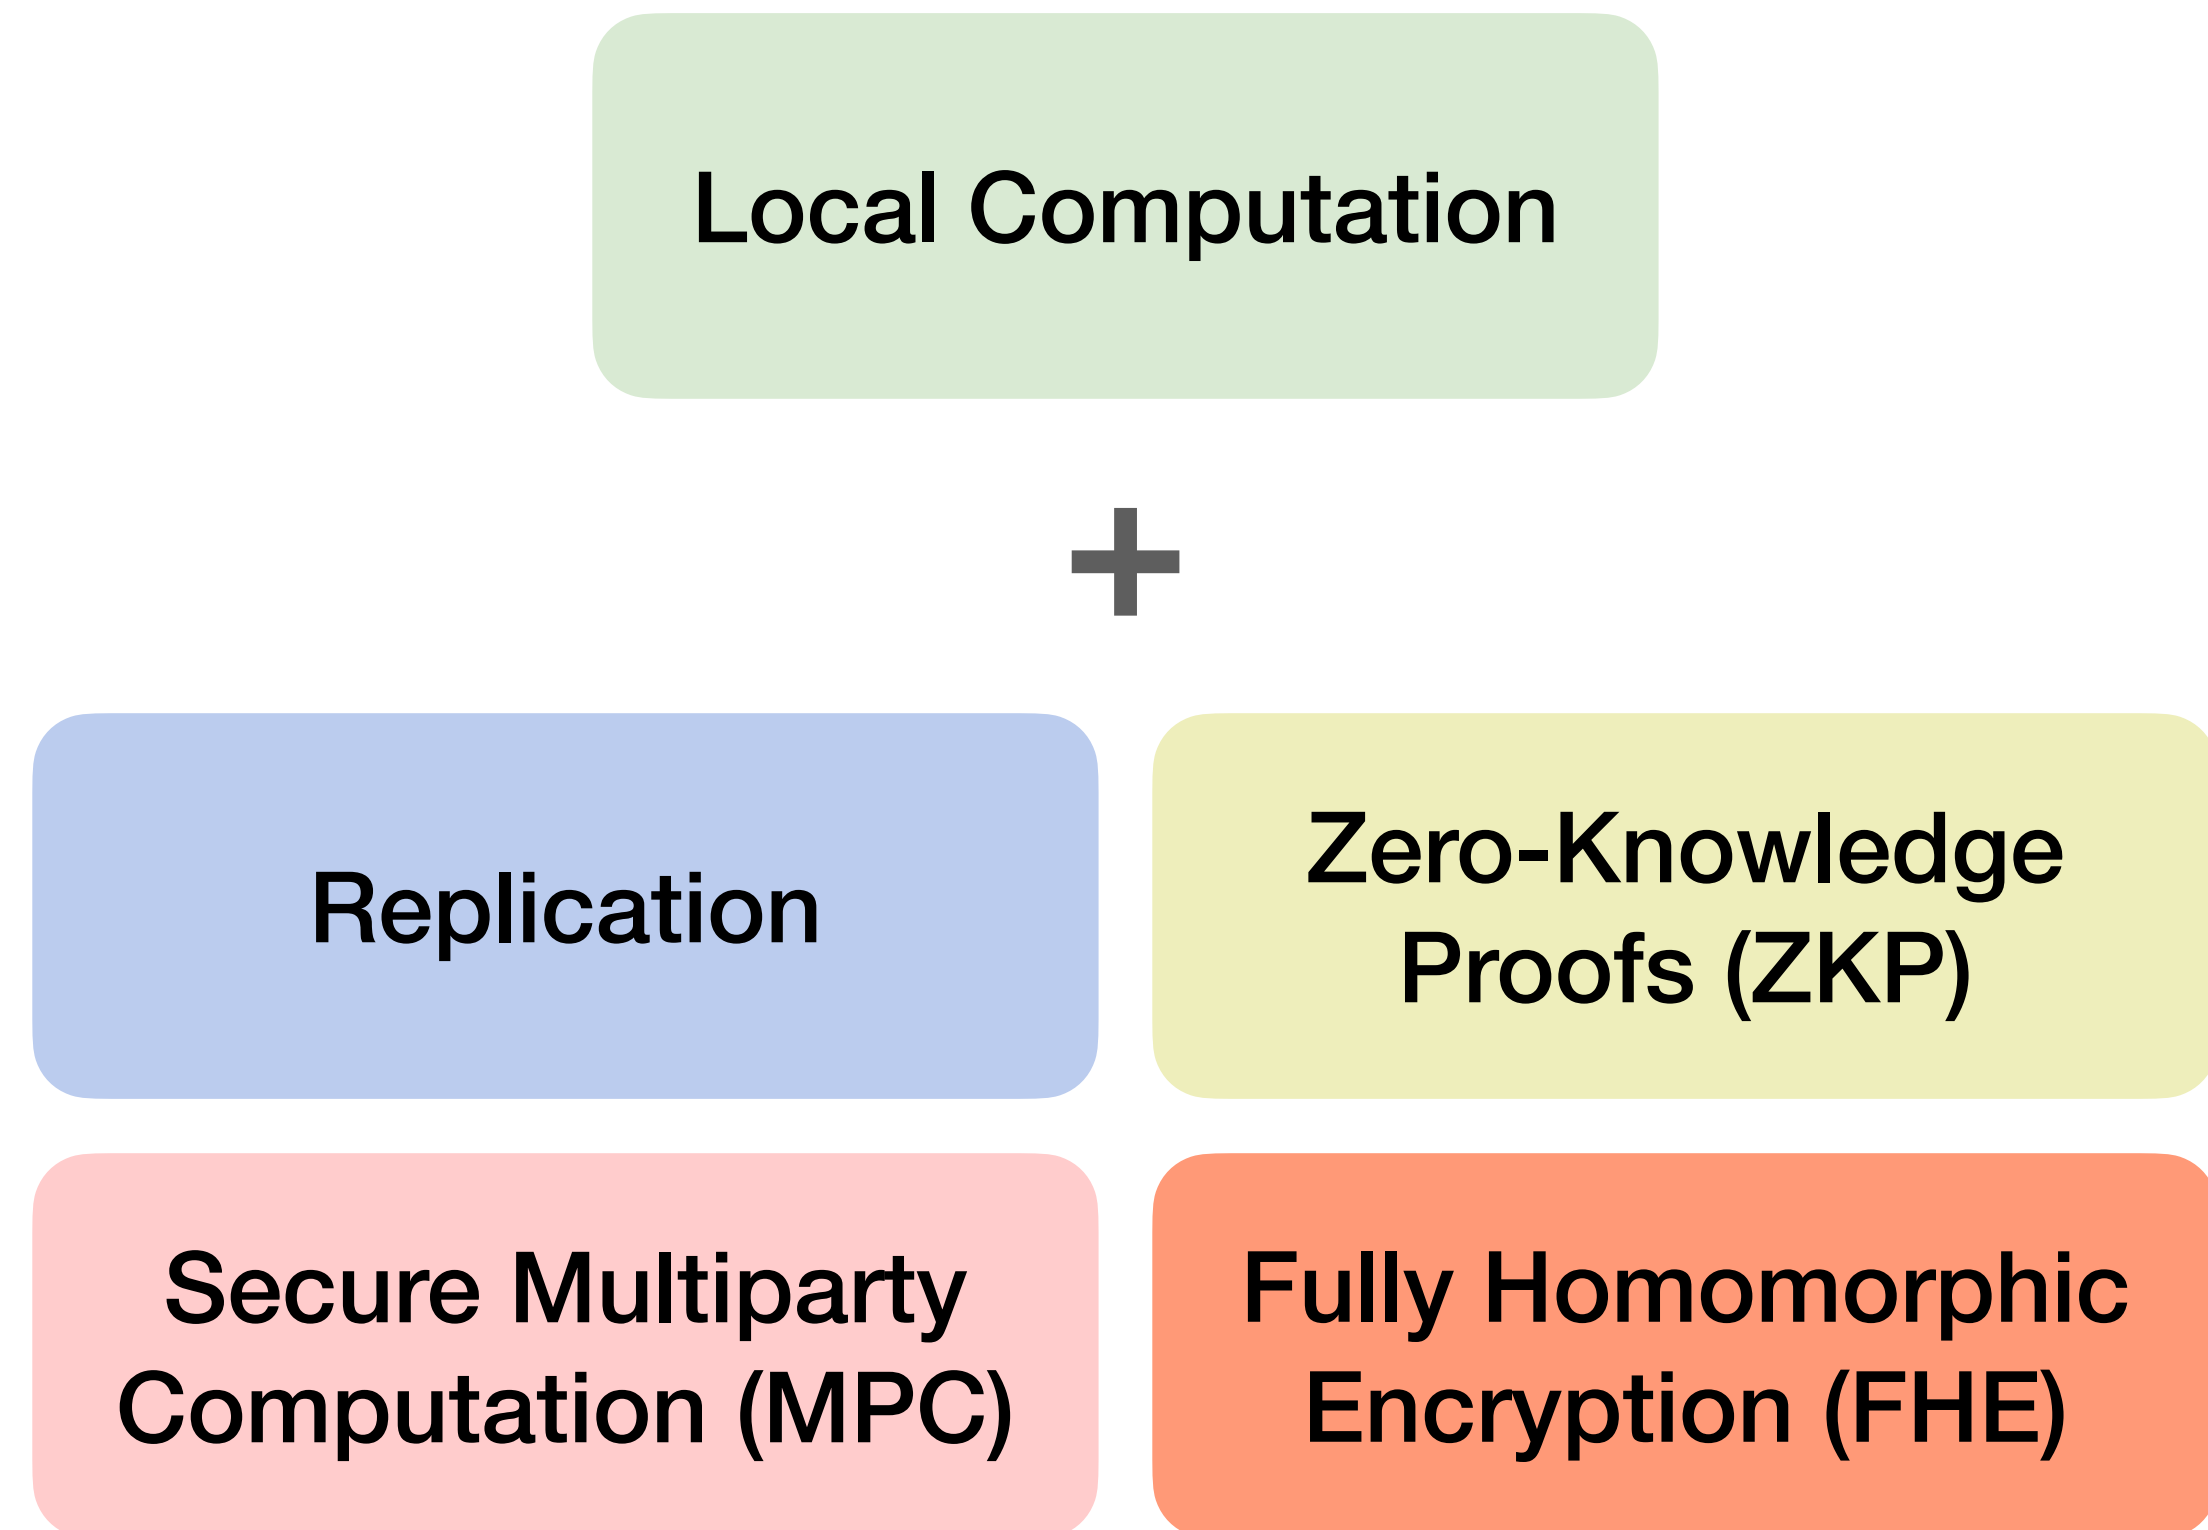 Local Computation
+
Replication
Zero-Knowledge
Proofs (ZKP)
Secure Multiparty
Computation (MPC)
Fully Homomorphic
Encryption (FHE)